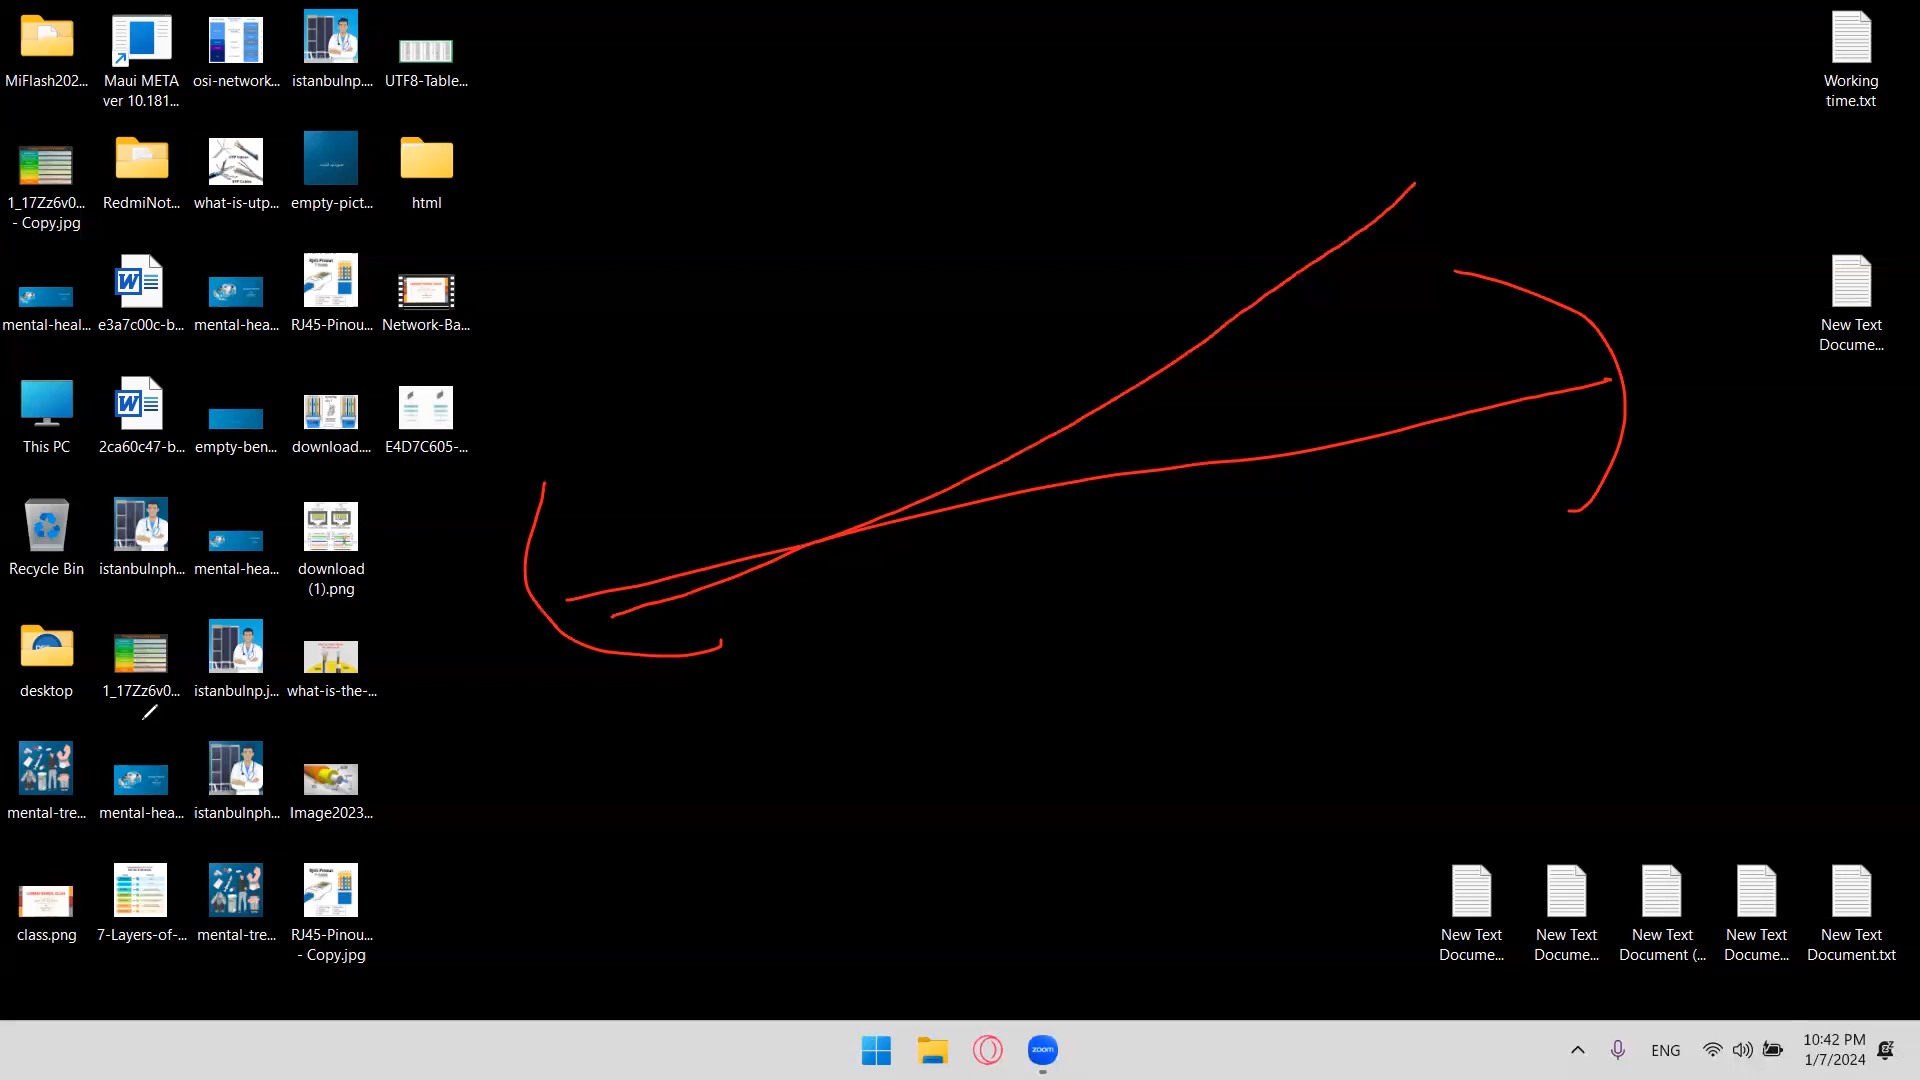 MiFlash202...
Maui META
ver 10.181...
osi-network...
istanbulnp....
UTF8-Table...
Working
time.txt
1_17Zz6v0...
- Copy.jpg
RedmiNot...
what-is-utp...
empty-pict...
html
mental-heal...
e3a7c00c-b...
mental-hea...
RJ45-Pinou...
Network-Ba...
New Text
Docume...
This PC
2ca60c47-b...
empty-ben...
download....
E4D7C605-...
Recycle Bin
istanbulnph...
mental-hea...
download
(1).png
desktop
1_17Zz6v0...
istanbulnp.j...
what-is-the-...
mental-tre...
mental-hea...
istanbulnph...
Image2023...
class.png
7-Layers-of-...
mental-tre...
RJ45-Pinou...
- Copy.jpg
New Text
Docume...
New Text
Docume...
New Text
Document (...
New Text
Docume...
New Text
Document.txt
zoom
ENG
10:42 PM
1/7/2024